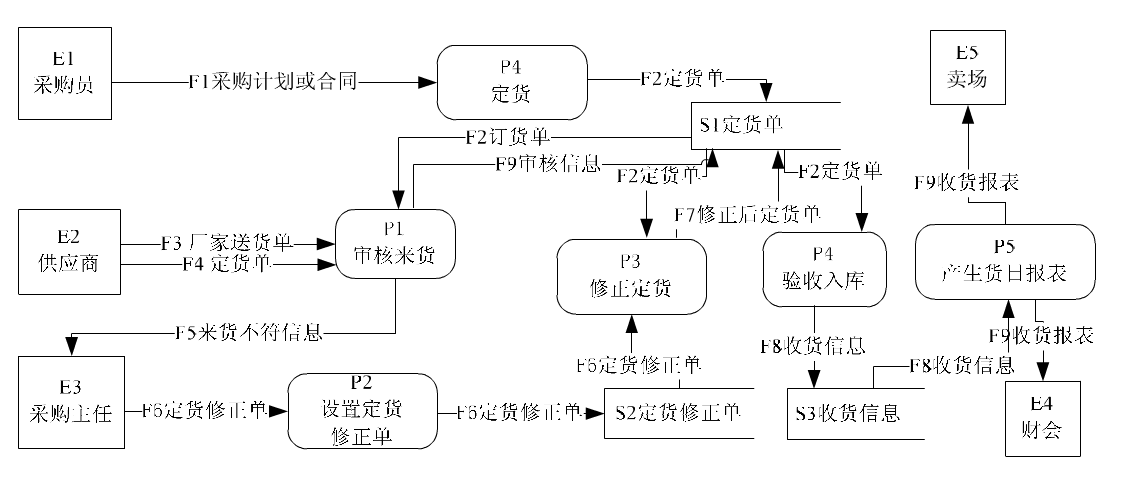 E1
采购员
F1采购计划或合同
P4
定货
F2定货单
S1定货单
E5
卖场
F2订货单
F9审核信息
F2定货单
F2定货单
F9收货报表
F7修正后定货单
E2
供应商
F3 厂家送货单
F4 定货单
P1
审核来货
P3
修正定货
P4
验收入库
P5
产生货日报表
F5来货不符信息
F8收货信息
F9收货报表
F6定货修正单
F8收货信息
E3
采购主任
F6定货修正单
P2
设置定货
修正单
F6定货修正单
S2定货修正单
S3收货信息
E4
财会